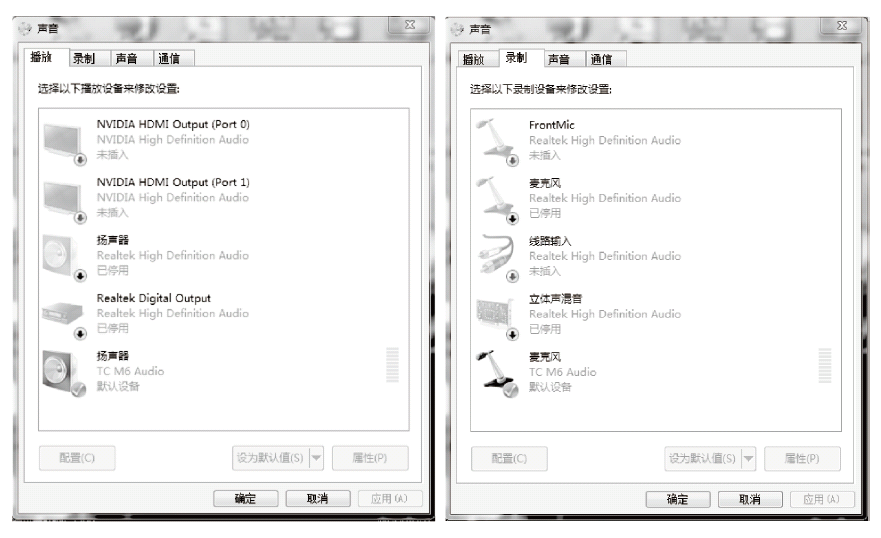 声音
播放 录制 声音 通信
选择以下播放设备来修改设置:
NVIDIA HDMI Output (Port 0)
NVIDIA High Definition Audio
未插入
NVIDIA HDMI Output (Port 1)
NVIDIA High Definition Audio
未插入
扬声器
Realtek High Definition Audio
已停用
Realtek Digital Output
Realtek High Definition Audio
已停用
扬声器
TC M6 Audio
默认设备
配置(C) 设为默认值(S) 属性(P)
确定 取消 应用(A)
声音
播放 录制 声音 通信
选择以下录制设备来修改设置:
FrontMic
Realtek High Definition Audio
未插入
麦克风
Realtek High Definition Audio
已停用
线路输入
Realtek High Definition Audio
未插入
立体声混音
Realtek High Definition Audio
已停用
麦克风
TC M6 Audio
默认设备
配置(C) 设为默认值(S) 属性(P)
确定 取消 应用(A)